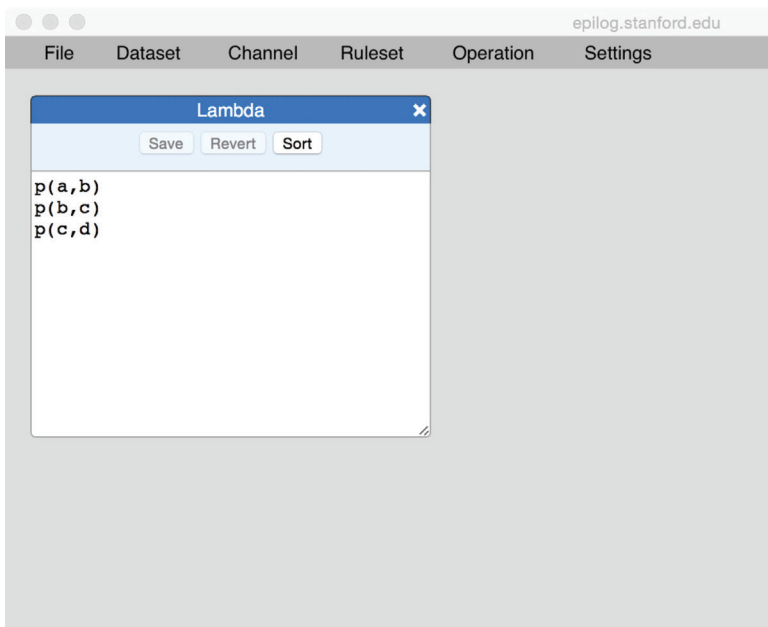 epilog.stanford.edu
File Dataset Channel Ruleset Operation Settings
Lambda
Save Revert Sort
p(a,b)
p(b,c)
p(c,d)